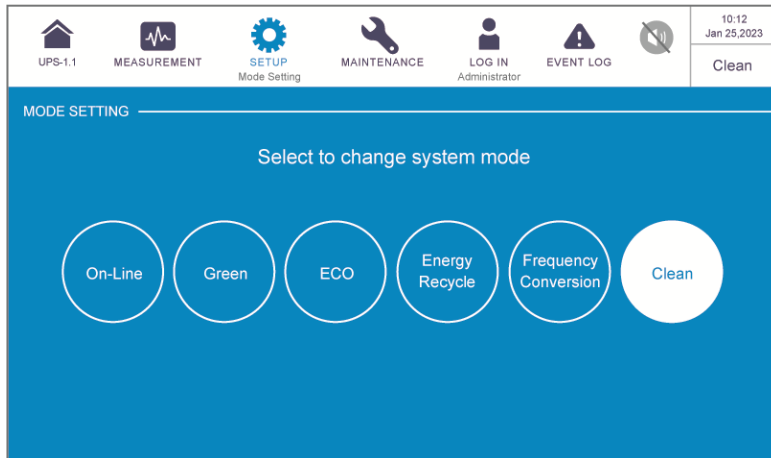 10:12
Jan 25,2023
UPS-1.1
MEASUREMENT
SETUP
Mode Setting
MAINTENANCE
LOG IN
Administrator
EVENT LOG
Clean
MODE SETTING
Select to change system mode
On-Line
Green
ECO
Energy
Recycle
Frequency
Conversion
Clean